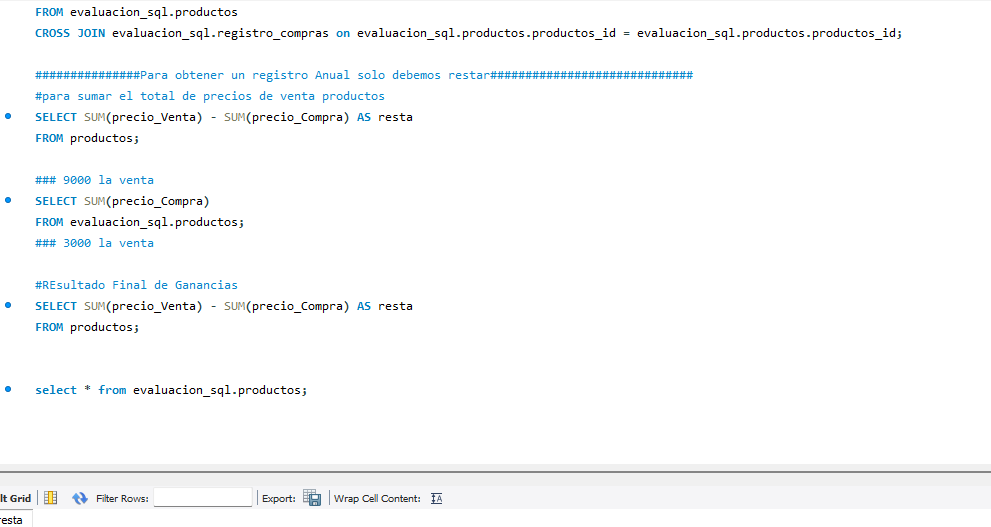 FROM evaluacion_sql.productos
CROSS JOIN evaluacion_sql.registro_compras on evaluacion_sql.productos.productos_id = evaluacion_sql.productos.productos_id;
###############Para obtener un registro Anual solo debemos restar#############################
#para sumar el total de precios de venta productos
SELECT SUM(precio_Venta) - SUM(precio_Compra) AS resta
FROM productos;
### 9000 la venta
SELECT SUM(precio_Compra)
FROM evaluacion_sql.productos;
### 3000 la venta
#REsultado Final de Ganancias
SELECT SUM(precio_Venta) - SUM(precio_Compra) AS resta
FROM productos;
select * from evaluacion_sql.productos;
lt Grid Filter Rows: Export: Wrap Cell Content:
resta